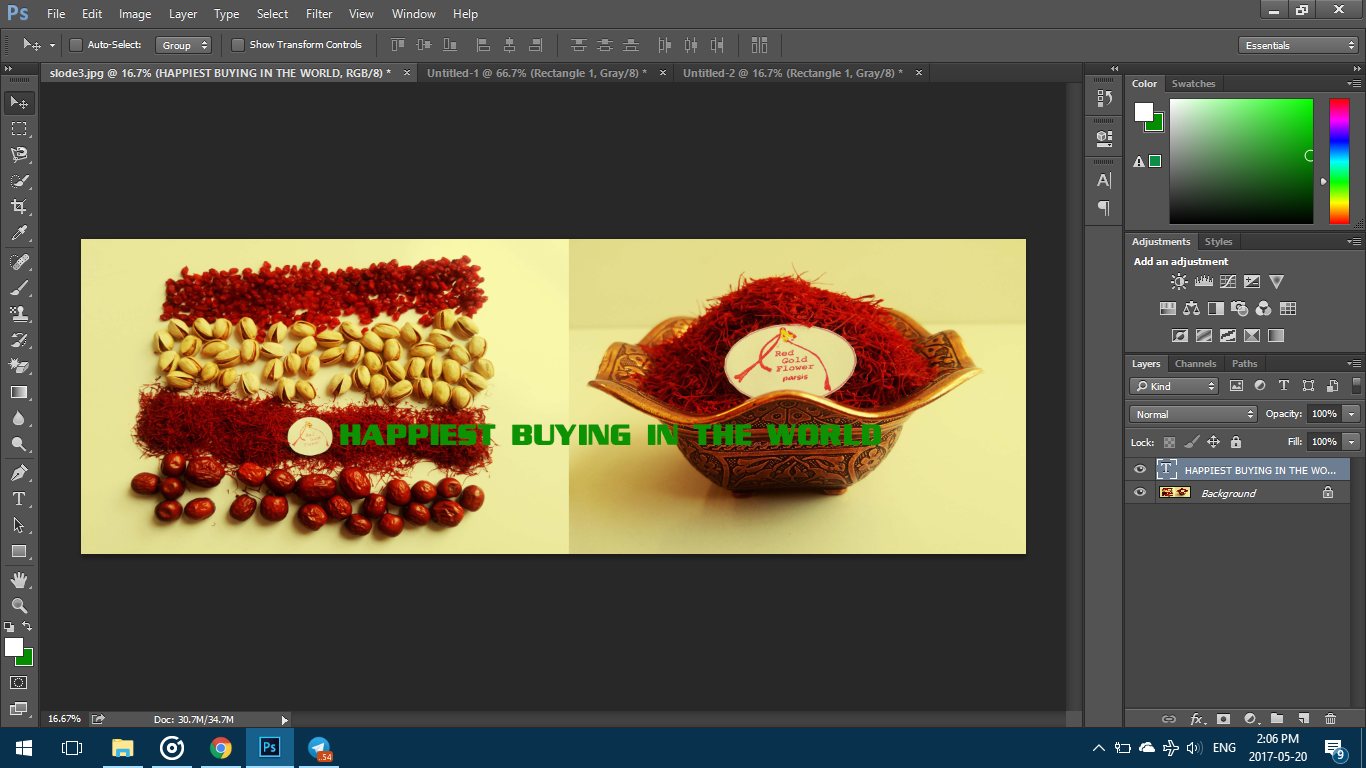 Ps File Edit Image Layer Type Select Filter View Window Help
Auto-Select: Group Show Transform Controls Essentials
slode3.jpg @ 16.7% (HAPPIEST BUYING IN THE WORLD, RGB/8) * × Untitled-1 @ 66.7% (Rectangle 1, Gray/8) * × Untitled-2 @ 16.7% (Rectangle 1, Gray/8) * ×
Color Swatches
Adjustments Styles
Add an adjustment
Red
Gold
Flower
parsis
HAPPIEST BUYING IN THE WORLD
Layers Channels Paths
Kind
Normal Opacity: 100%
Lock: Fill: 100%
T HAPPIEST BUYING IN THE WO...
Background
fx
16.67% Doc: 30.7M/34.7M
Ps .54 ENG 2:06 PM
2017-05-20 9